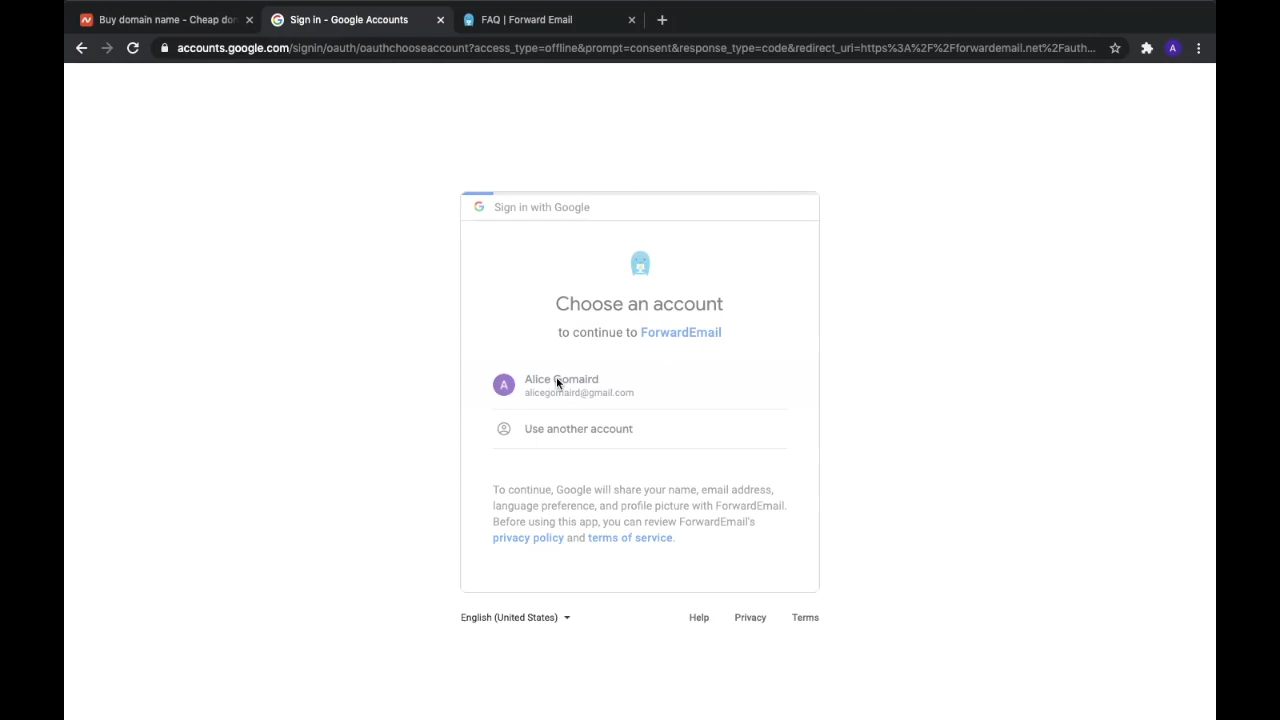 Buy domain name - Cheap do
Sign in - Google Accounts
FAQ | Forward Email
accounts.google.com/signin/oauth/oauthchooseaccount?access_type=offline&prompt=consent&response_type=code&redirect_uri=https%3A%2F%2Fforwardemail.net%2Fauth...
A
Sign in with Google
Choose an account
to continue to ForwardEmail
A
Alice Gomaird
alicegomaird@gmail.com
Use another account
To continue, Google will share your name, email address,
language preference, and profile picture with ForwardEmail.
Before using this app, you can review ForwardEmail's
privacy policy and terms of service.
English (United States)
Help
Privacy
Terms